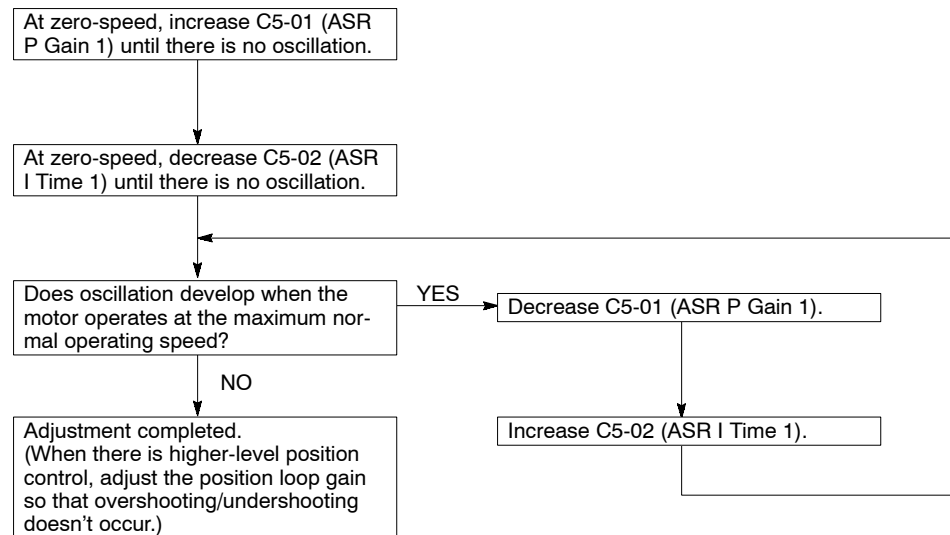 At zero-speed, increase C5-01 (ASR
P Gain 1) until there is no oscillation.
At zero-speed, decrease C5-02 (ASR
I Time 1) until there is no oscillation.
Does oscillation develop when the
motor operates at the maximum nor-
mal operating speed?
YES
Decrease C5-01 (ASR P Gain 1).
NO
Increase C5-02 (ASR I Time 1).
Adjustment completed.
(When there is higher-level position
control, adjust the position loop gain
so that overshooting/undershooting
doesn't occur.)